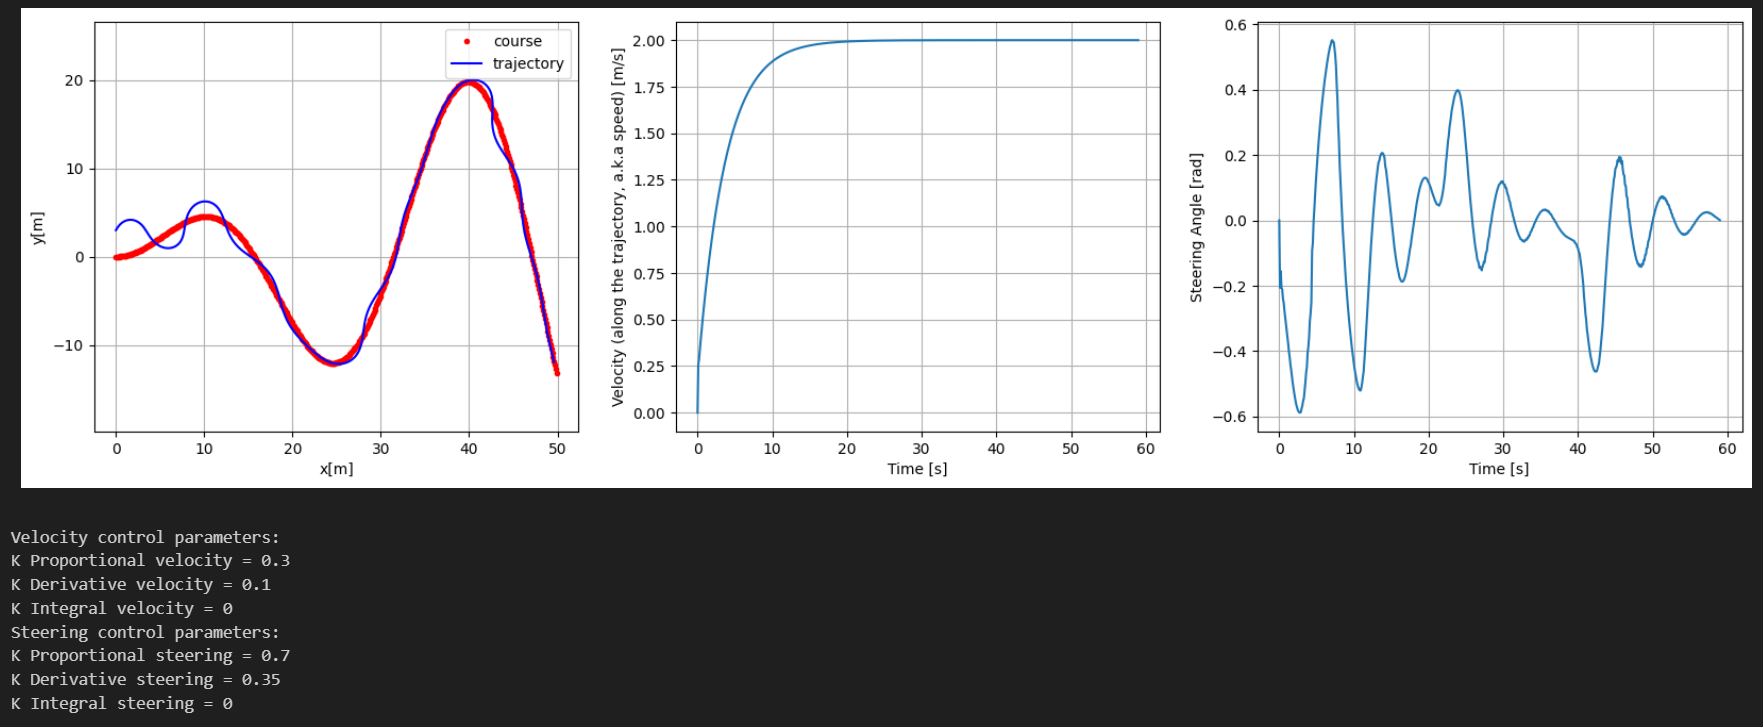 course
trajectory
20
10
0
−10
y[m]
0
10
20
30
40
50
x[m]
2.00
1.75
1.50
1.25
1.00
0.75
0.50
0.25
0.00
Velocity (along the trajectory, a.k.a speed) [m/s]
0
10
20
30
40
50
60
Time [s]
0.6
0.4
0.2
0.0
−0.2
−0.4
−0.6
Steering Angle [rad]
0
10
20
30
40
50
60
Time [s]
Velocity control parameters:
K Proportional velocity = 0.3
K Derivative velocity = 0.1
K Integral velocity = 0
Steering control parameters:
K Proportional steering = 0.7
K Derivative steering = 0.35
K Integral steering = 0